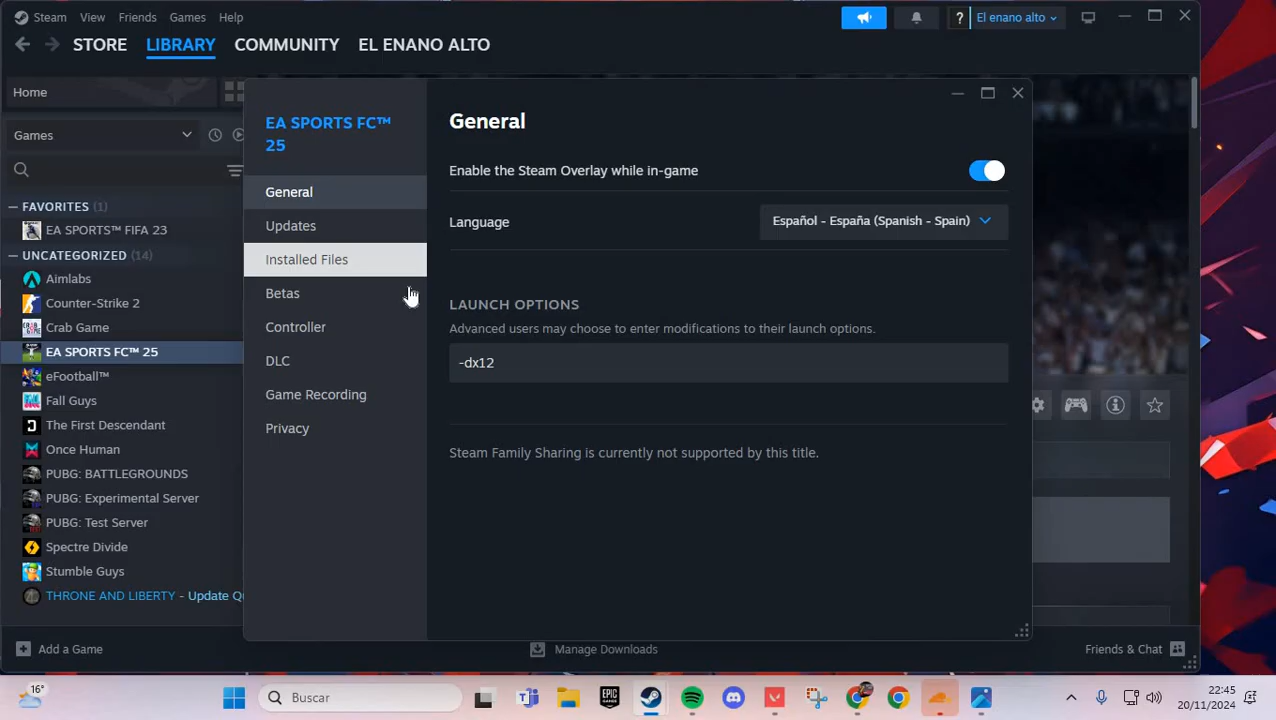 Steam View Friends Games Help
? El enano alto
STORE LIBRARY COMMUNITY EL ENANO ALTO
Home
Games
FAVORITES (1)
EA SPORTS™ FIFA 23
UNCATEGORIZED (14)
Aimlabs
Counter-Strike 2
Crab Game
EA SPORTS FC™ 25
eFootball™
Fall Guys
The First Descendant
Once Human
PUBG: BATTLEGROUNDS
PUBG: Experimental Server
PUBG: Test Server
Spectre Divide
Stumble Guys
THRONE AND LIBERTY - Update Qu
EA SPORTS FC™
25
General
Updates
Installed Files
Betas
Controller
DLC
Game Recording
Privacy
General
Enable the Steam Overlay while in-game
Language Español - España (Spanish - Spain)
LAUNCH OPTIONS
Advanced users may choose to enter modifications to their launch options.
-dx12
Steam Family Sharing is currently not supported by this title.
Add a Game Manage Downloads Friends & Chat
16°
Buscar
EPIC GAMES
22:45
20/11/2024